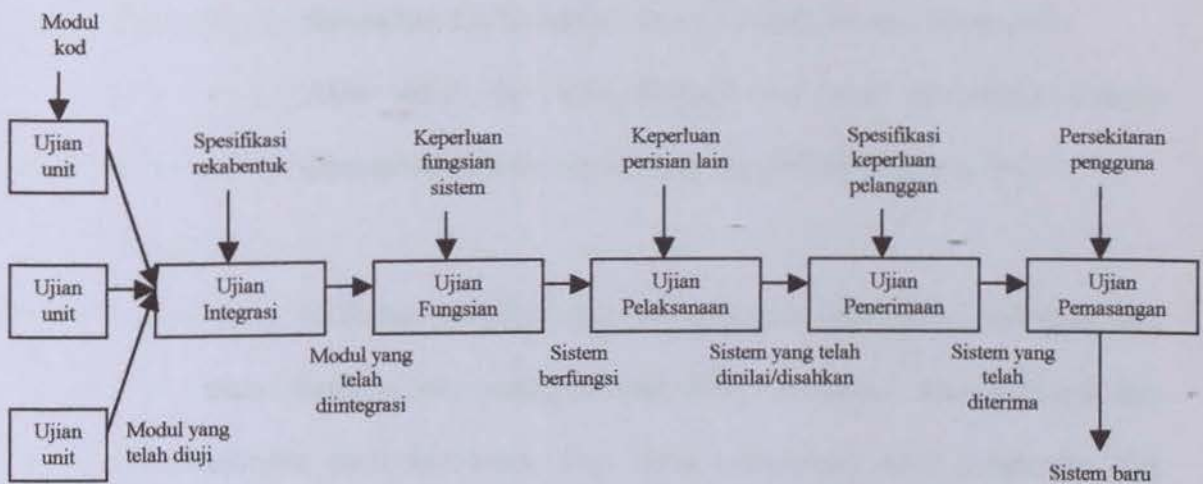 Modul
kod
Ujian
unit
Spesifikasi
rekabentuk
Keperluan
fungsian
sistem
Keperluan
perisian lain
Spesifikasi
keperluan
pelanggan
Persekitaran
pengguna
Ujian
unit
Ujian
Integrasi
Ujian
Fungsian
Ujian
Pelaksanaan
Ujian
Penerimaan
Ujian
Pemasangan
Modul yang
telah
diintegrasi
Sistem
berfungsi
Sistem yang telah
dinilai/disahkan
Sistem yang
telah
diterima
Ujian
unit
Modul yang
telah diuji
Sistem baru